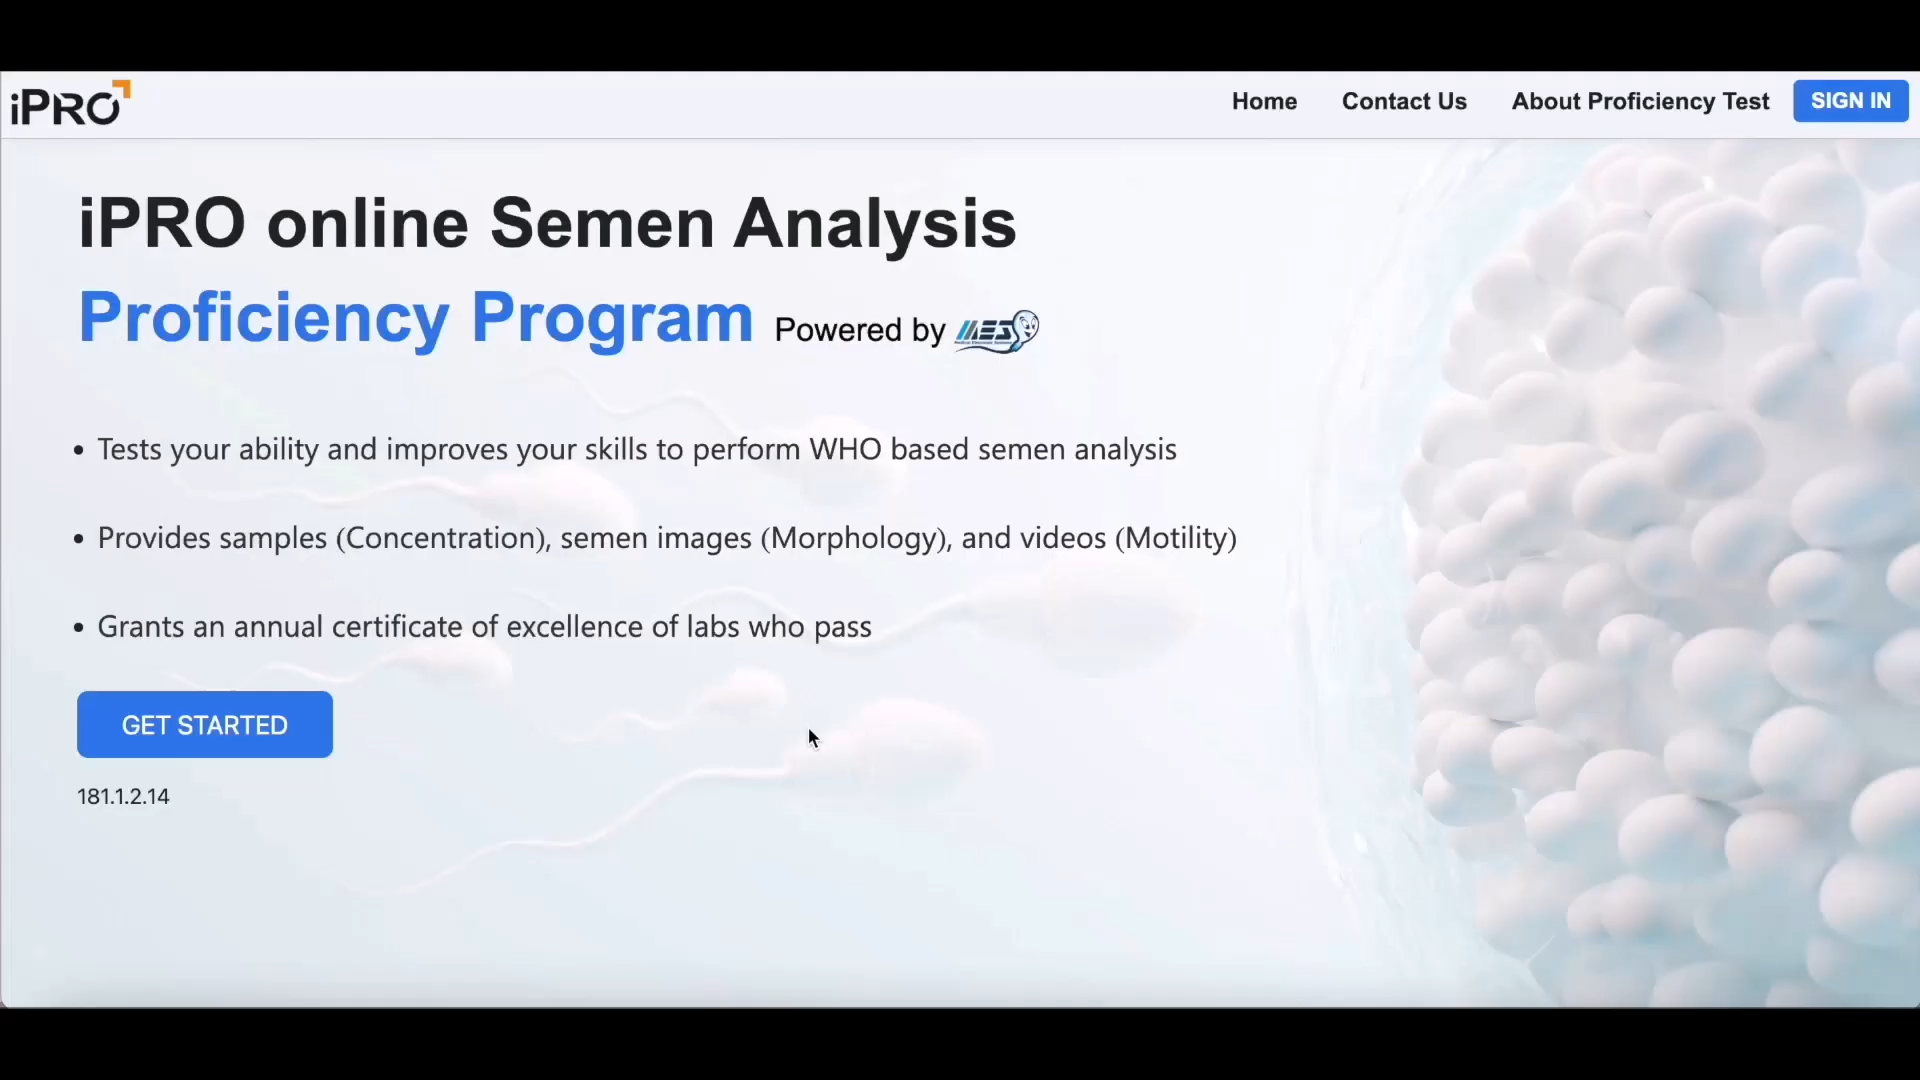 iPRO
Home
Contact Us
About Proficiency Test
SIGN IN
iPRO online Semen Analysis
Proficiency Program Powered by MES
• Tests your ability and improves your skills to perform WHO based semen analysis
• Provides samples (Concentration), semen images (Morphology), and videos (Motility)
• Grants an annual certificate of excellence of labs who pass
GET STARTED
181.1.2.14